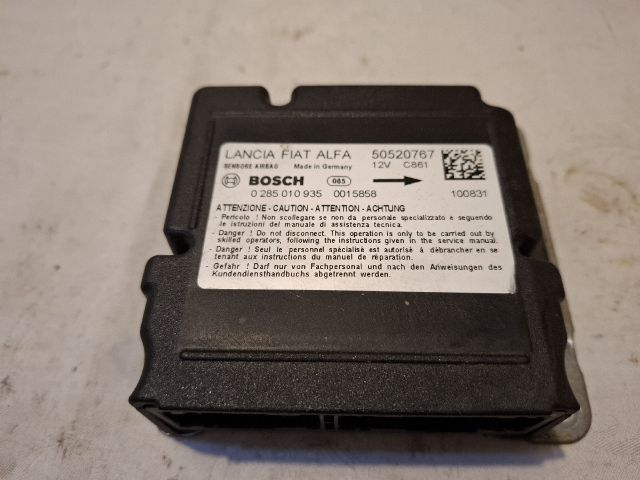 LANCIA FIAT ALFA 50520767
SENSORE AIRBAG Made in Germany 12V C861
BOSCH 085
0 285 010 935 0015858 100831
ATTENZIONE - CAUTION - ATTENTION - ACHTUNG
- Pericolo ! Non scollegare se non da personale specializzato e seguendo
le istruzioni del manuale di assistenza tecnica.
- Danger ! Do not disconnect. This operation is only to be carried out by
skilled operators, following the instructions given in the service manual.
- Danger ! Seul le personnel spécialisé est autorisé à débrancher en se
tenant aux instructions du manuel de réparation.
- Gefahr ! Darf nur von Fachpersonal und nach den Anweisungen des
Kundendiensthandbuchs abgetrennt werden.